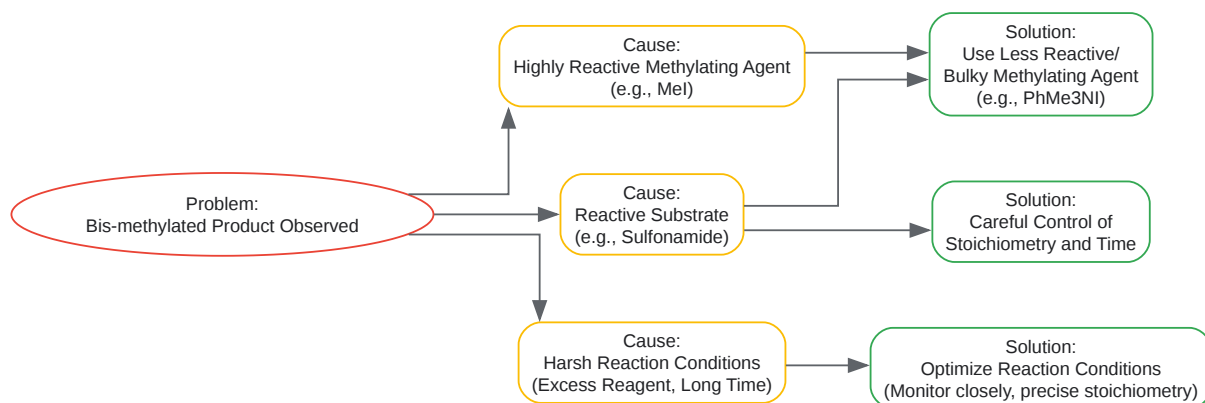 Problem:
Bis-methylated Product Observed
Cause:
Highly Reactive Methylating Agent
(e.g., MeI)
Cause:
Reactive Substrate
(e.g., Sulfonamide)
Cause:
Harsh Reaction Conditions
(Excess Reagent, Long Time)
Solution:
Use Less Reactive/
Bulky Methylating Agent
(e.g., PhMe3NI)
Solution:
Careful Control of
Stoichiometry and Time
Solution:
Optimize Reaction Conditions
(Monitor closely, precise stoichiometry)